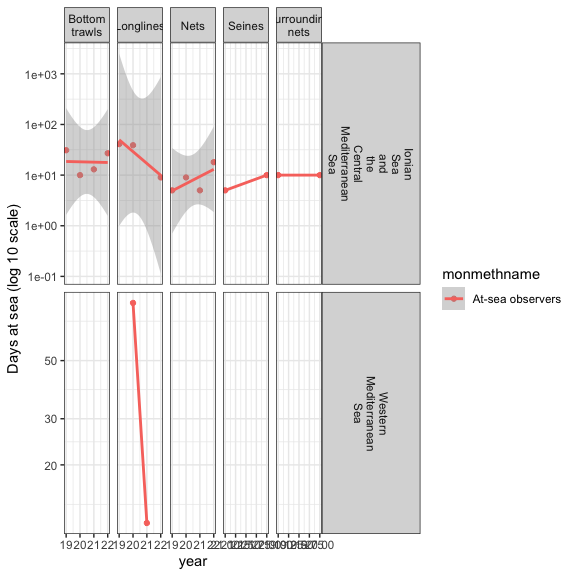 Bottom
trawls
Longlines
Nets
Seines
urroundin
nets
1e+03
1e+02
1e+01
1e+00
1e-01
Ionian
Sea
and
the
Central
Mediterranean
Sea
50
30
20
Western
Mediterranean
Sea
Days at sea (log 10 scale)
year
monmethname
At-sea observers